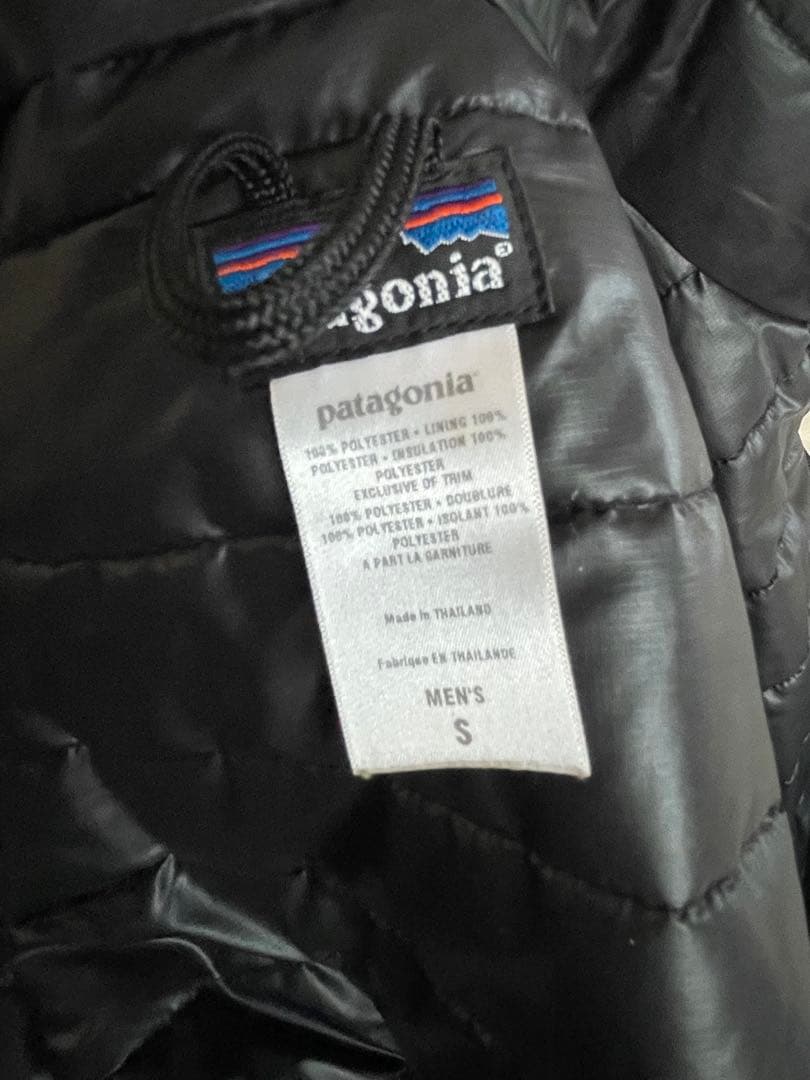 gonia®
patagonia®
100% POLYESTER • LINING 100%
POLYESTER • INSULATION 100%
POLYESTER
EXCLUSIVE OF TRIM
100% POLYESTER • DOUBLURE
100% POLYESTER • ISOLANT 100%
POLYESTER
A PART LA GARNITURE
Made in THAILAND
Fabrique EN THAILANDE
MEN'S
S